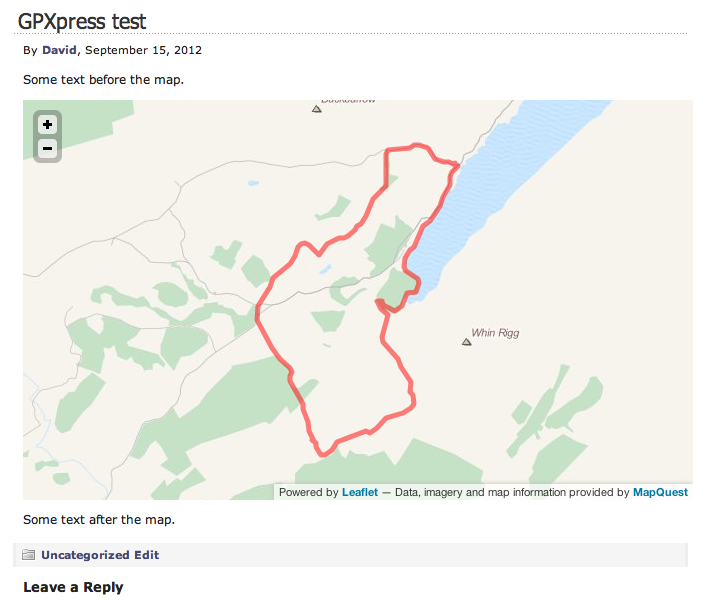 GPXpress test
By David, September 15, 2012
Some text before the map.
+
−
Whin Rigg
Powered by Leaflet — Data, imagery and map information provided by MapQuest
Some text after the map.
Uncategorized Edit
Leave a Reply